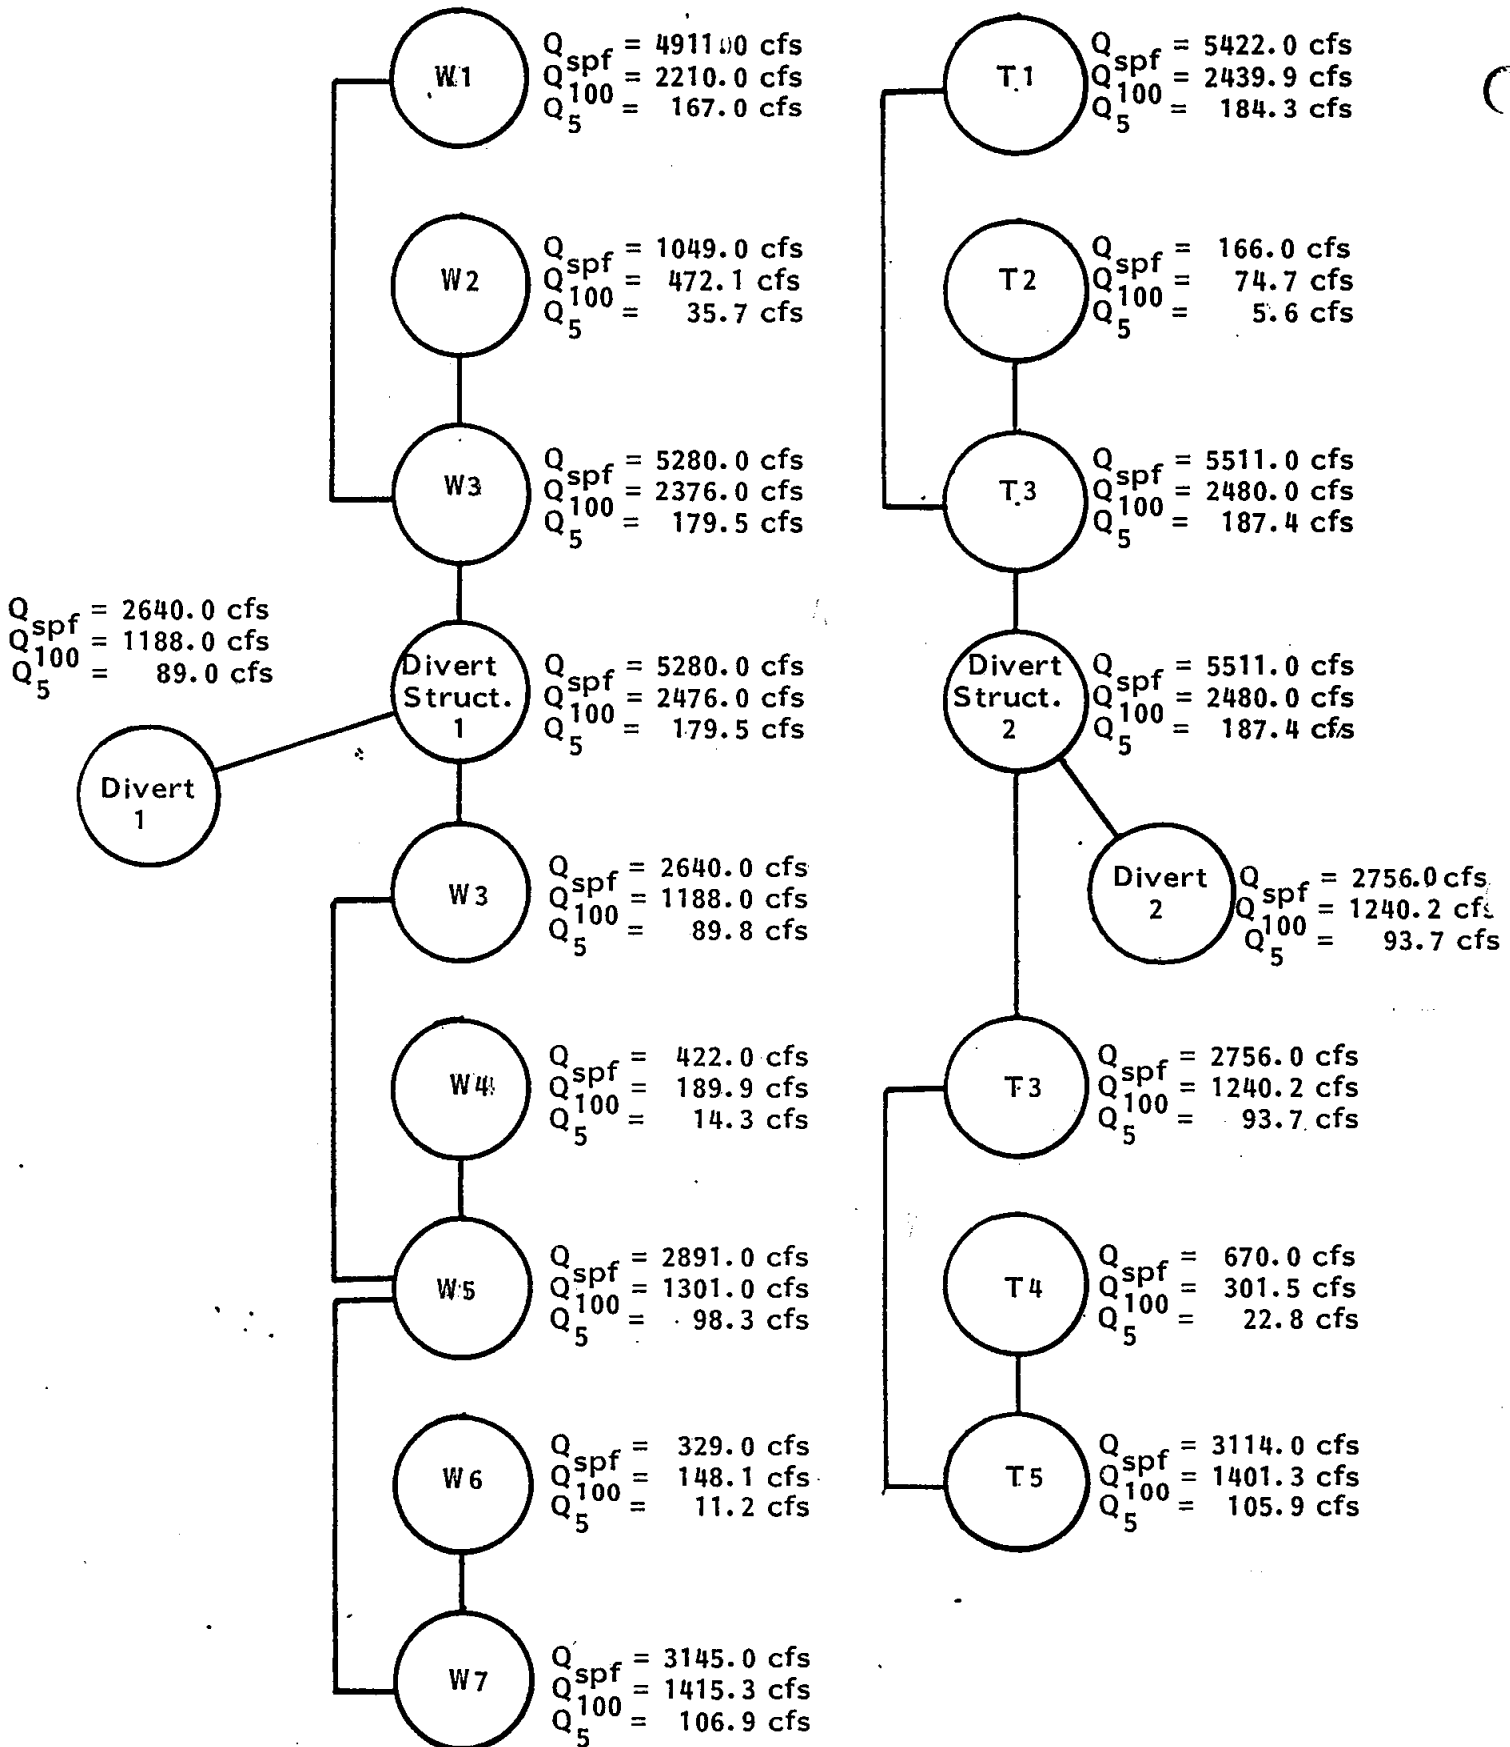 W1
Qspf = 4911.0 cfs
Q100 = 2210.0 cfs
Q5 = 167.0 cfs
W2
Qspf = 1049.0 cfs
Q100 = 472.1 cfs
Q5 = 35.7 cfs
W3
Qspf = 5280.0 cfs
Q100 = 2376.0 cfs
Q5 = 179.5 cfs
Qspf = 2640.0 cfs
Q100 = 1188.0 cfs
Q5 = 89.0 cfs
Divert
1
Divert
Struct.
1
Qspf = 5280.0 cfs
Q100 = 2476.0 cfs
Q5 = 179.5 cfs
W3
Qspf = 2640.0 cfs
Q100 = 1188.0 cfs
Q5 = 89.8 cfs
W4
Qspf = 422.0 cfs
Q100 = 189.9 cfs
Q5 = 14.3 cfs
W5
Qspf = 2891.0 cfs
Q100 = 1301.0 cfs
Q5 = 98.3 cfs
W6
Qspf = 329.0 cfs
Q100 = 148.1 cfs
Q5 = 11.2 cfs
W7
Qspf = 3145.0 cfs
Q100 = 1415.3 cfs
Q5 = 106.9 cfs
T1
Qspf = 5422.0 cfs
Q100 = 2439.9 cfs
Q5 = 184.3 cfs
T2
Qspf = 166.0 cfs
Q100 = 74.7 cfs
Q5 = 5.6 cfs
T3
Qspf = 5511.0 cfs
Q100 = 2480.0 cfs
Q5 = 187.4 cfs
Divert
Struct.
2
Qspf = 5511.0 cfs
Q100 = 2480.0 cfs
Q5 = 187.4 cfs
Divert
2
Qspf = 2756.0 cfs
Q100 = 1240.2 cfs
Q5 = 93.7 cfs
T3
Qspf = 2756.0 cfs
Q100 = 1240.2 cfs
Q5 = 93.7 cfs
T4
Qspf = 670.0 cfs
Q100 = 301.5 cfs
Q5 = 22.8 cfs
T5
Qspf = 3114.0 cfs
Q100 = 1401.3 cfs
Q5 = 105.9 cfs